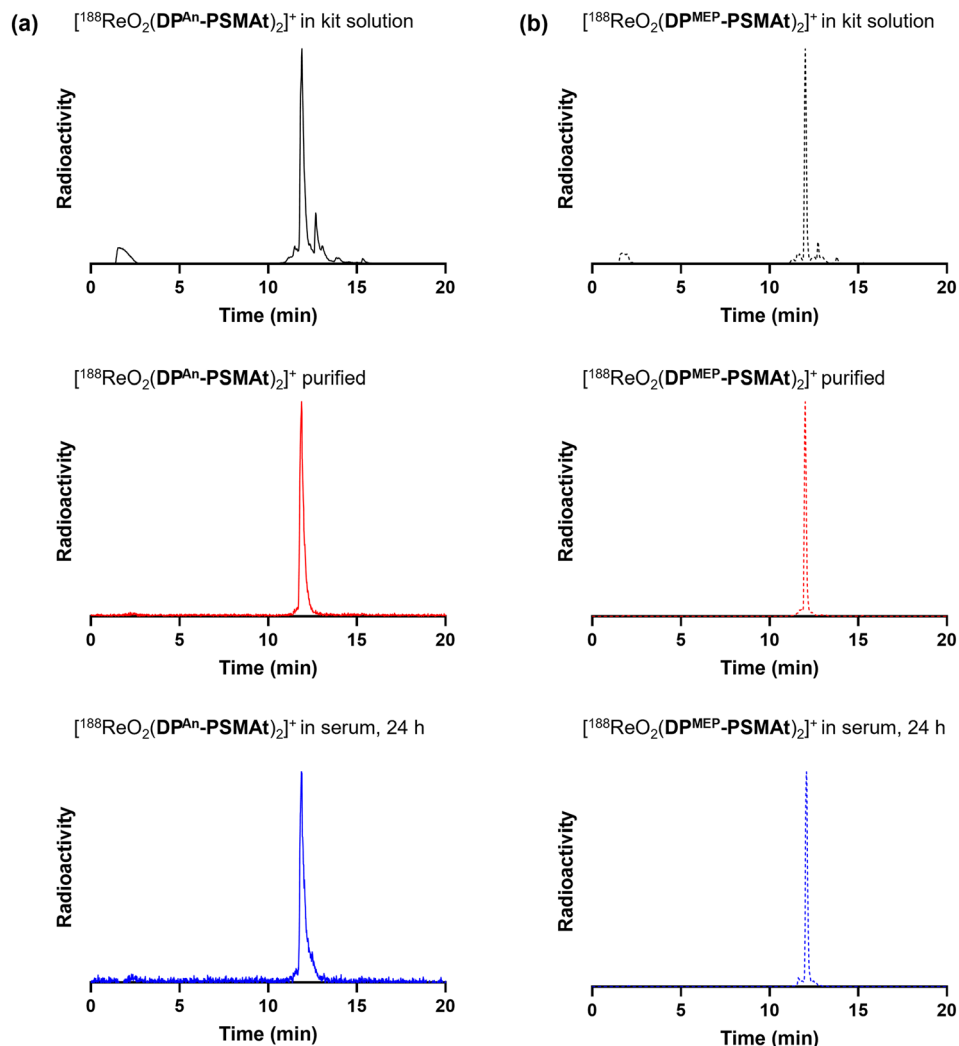 (a)
[¹⁸⁸ReO₂(DPᴬⁿ-PSMAt)₂]⁺ in kit solution
Radioactivity
0 5 10 15 20
Time (min)
[¹⁸⁸ReO₂(DPᴬⁿ-PSMAt)₂]⁺ purified
Radioactivity
0 5 10 15 20
Time (min)
[¹⁸⁸ReO₂(DPᴬⁿ-PSMAt)₂]⁺ in serum, 24 h
Radioactivity
0 5 10 15 20
Time (min)
(b)
[¹⁸⁸ReO₂(DPᴹᴱᴾ-PSMAt)₂]⁺ in kit solution
Radioactivity
0 5 10 15 20
Time (min)
[¹⁸⁸ReO₂(DPᴹᴱᴾ-PSMAt)₂]⁺ purified
Radioactivity
0 5 10 15 20
Time (min)
[¹⁸⁸ReO₂(DPᴹᴱᴾ-PSMAt)₂]⁺ in serum, 24 h
Radioactivity
0 5 10 15 20
Time (min)